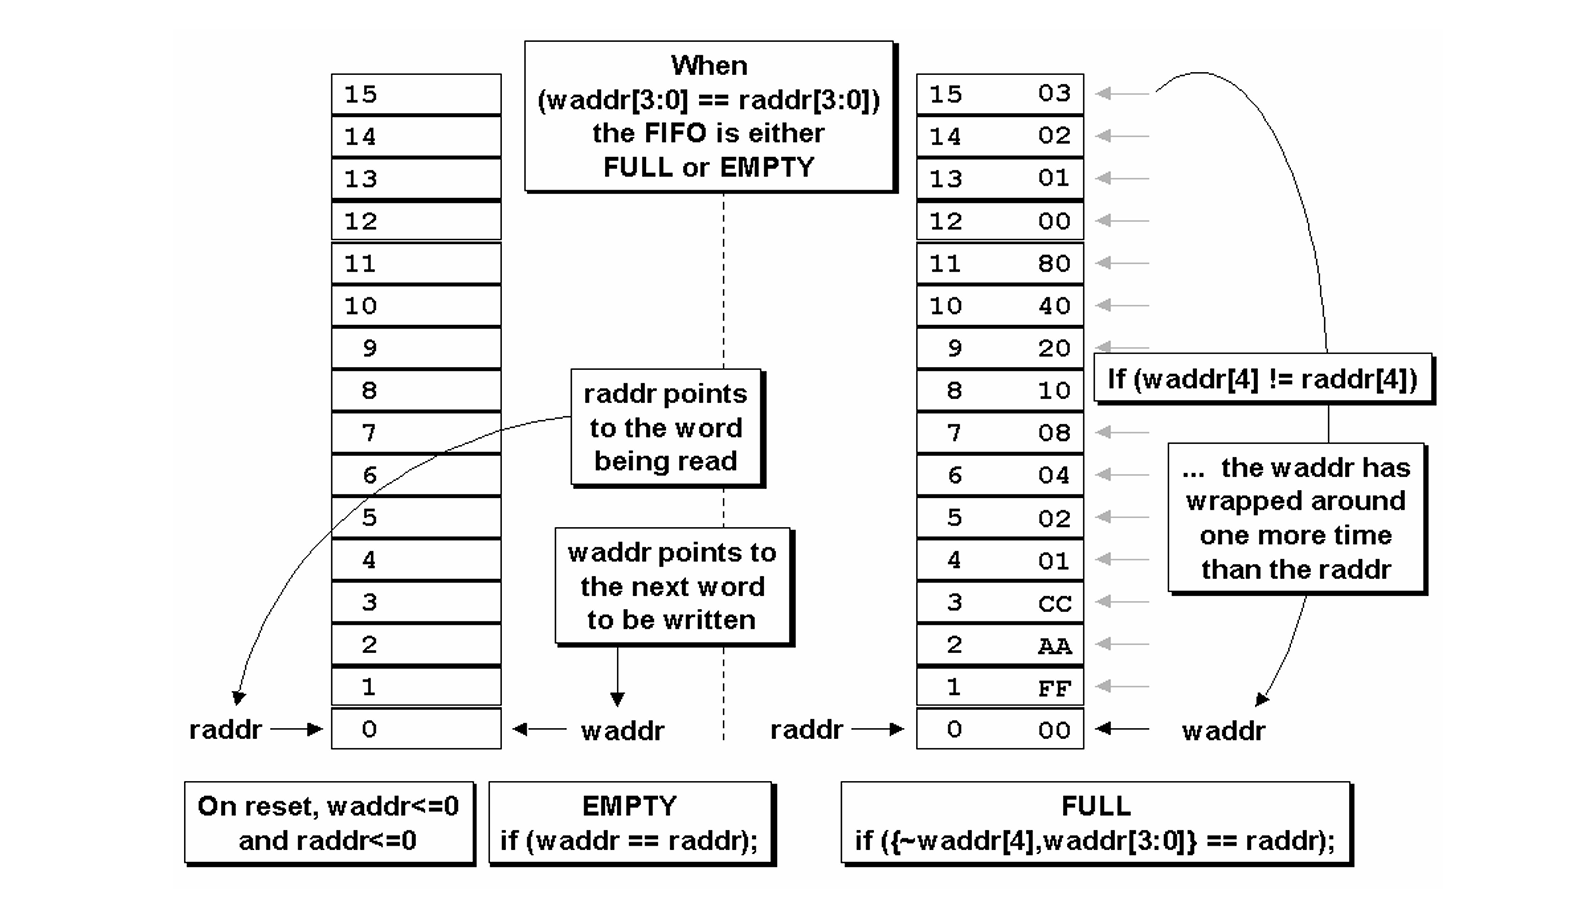 When
(waddr[3:0] == raddr[3:0])
the FIFO is either
FULL or EMPTY
15
14
13
12
11
10
9
8
7
6
5
4
3
2
1
0
raddr points
to the word
being read
waddr points to
the next word
to be written
raddr
waddr
15 03
14 02
13 01
12 00
11 80
10 40
9 20
8 10
7 08
6 04
5 02
4 01
3 CC
2 AA
1 FF
0 00
If (waddr[4] != raddr[4])
... the waddr has
wrapped around
one more time
than the raddr
raddr
waddr
On reset, waddr<=0
and raddr<=0
EMPTY
if (waddr == raddr);
FULL
if ({~waddr[4],waddr[3:0]} == raddr);